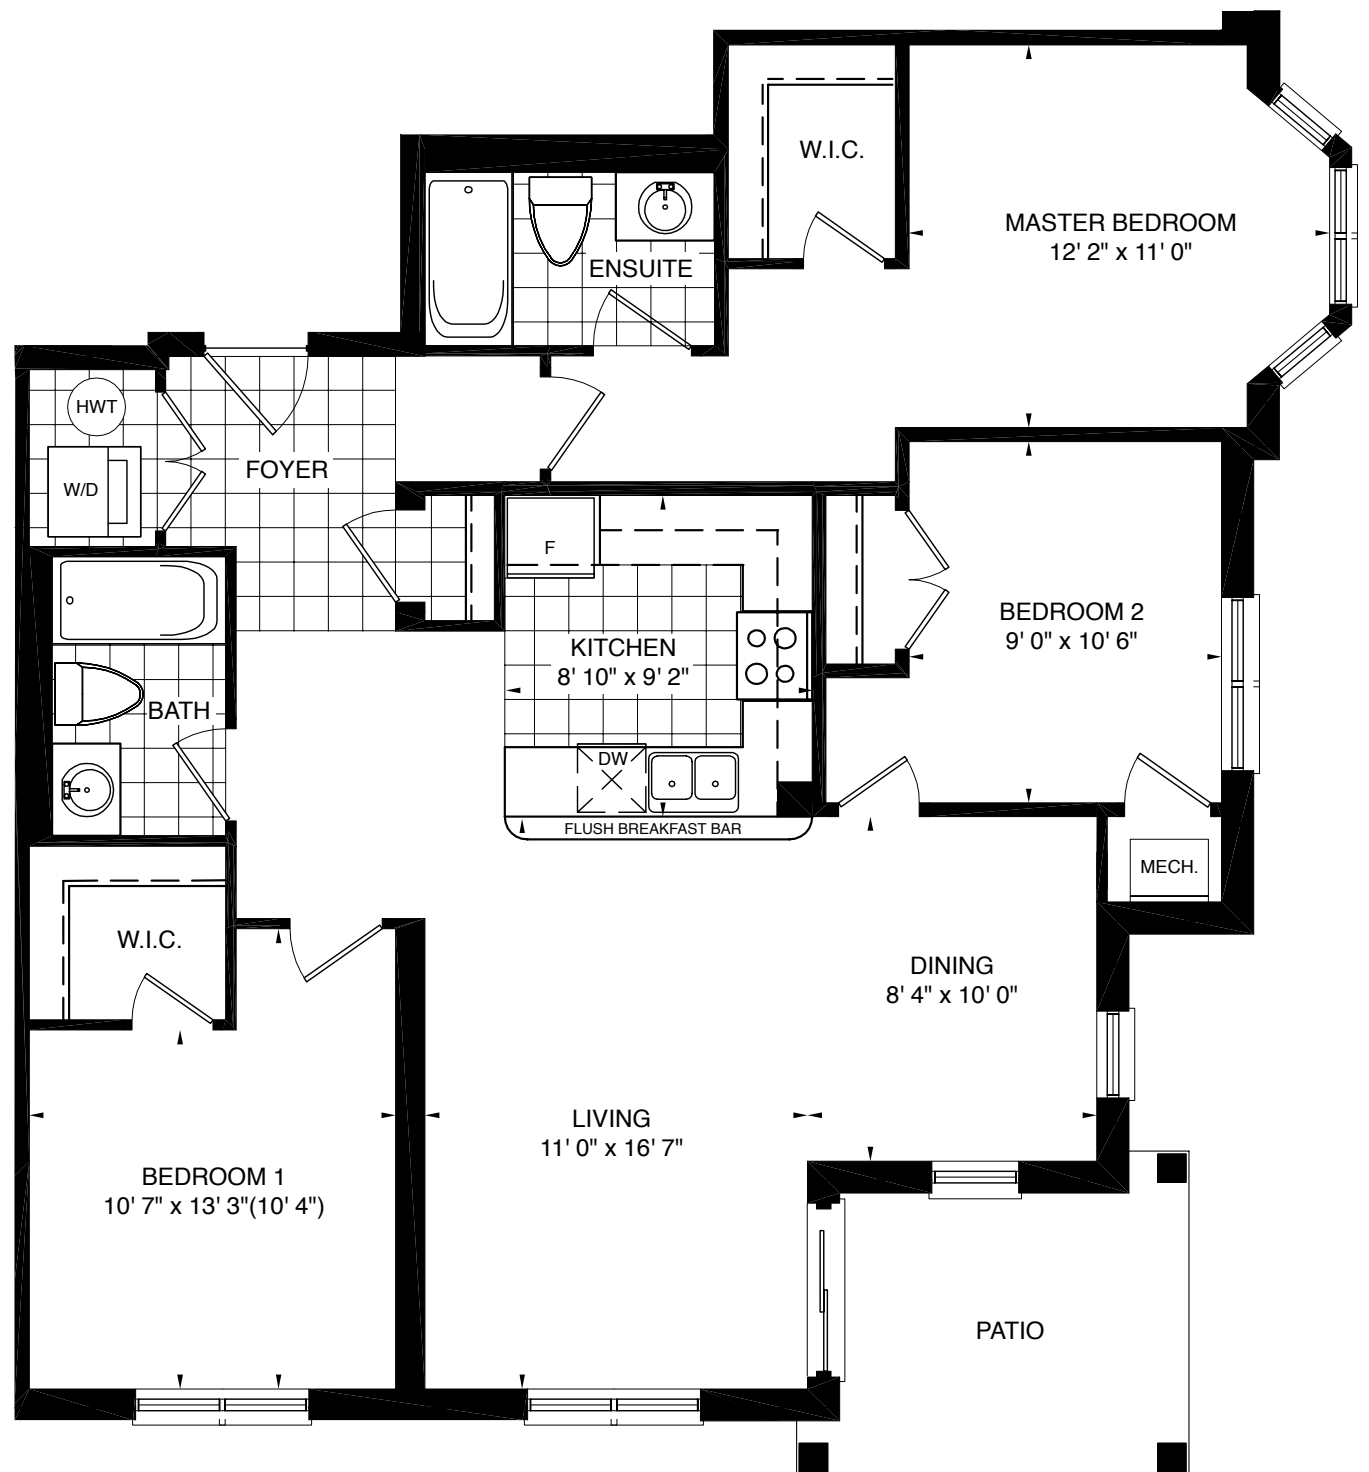 W.I.C.
MASTER BEDROOM
12' 2" x 11' 0"
ENSUITE
HWT
FOYER
W/D
F
BEDROOM 2
9' 0" x 10' 6"
KITCHEN
8' 10" x 9' 2"
BATH
DW
FLUSH BREAKFAST BAR
MECH.
W.I.C.
DINING
8' 4" x 10' 0"
LIVING
11' 0" x 16' 7"
BEDROOM 1
10' 7" x 13' 3"(10' 4")
PATIO